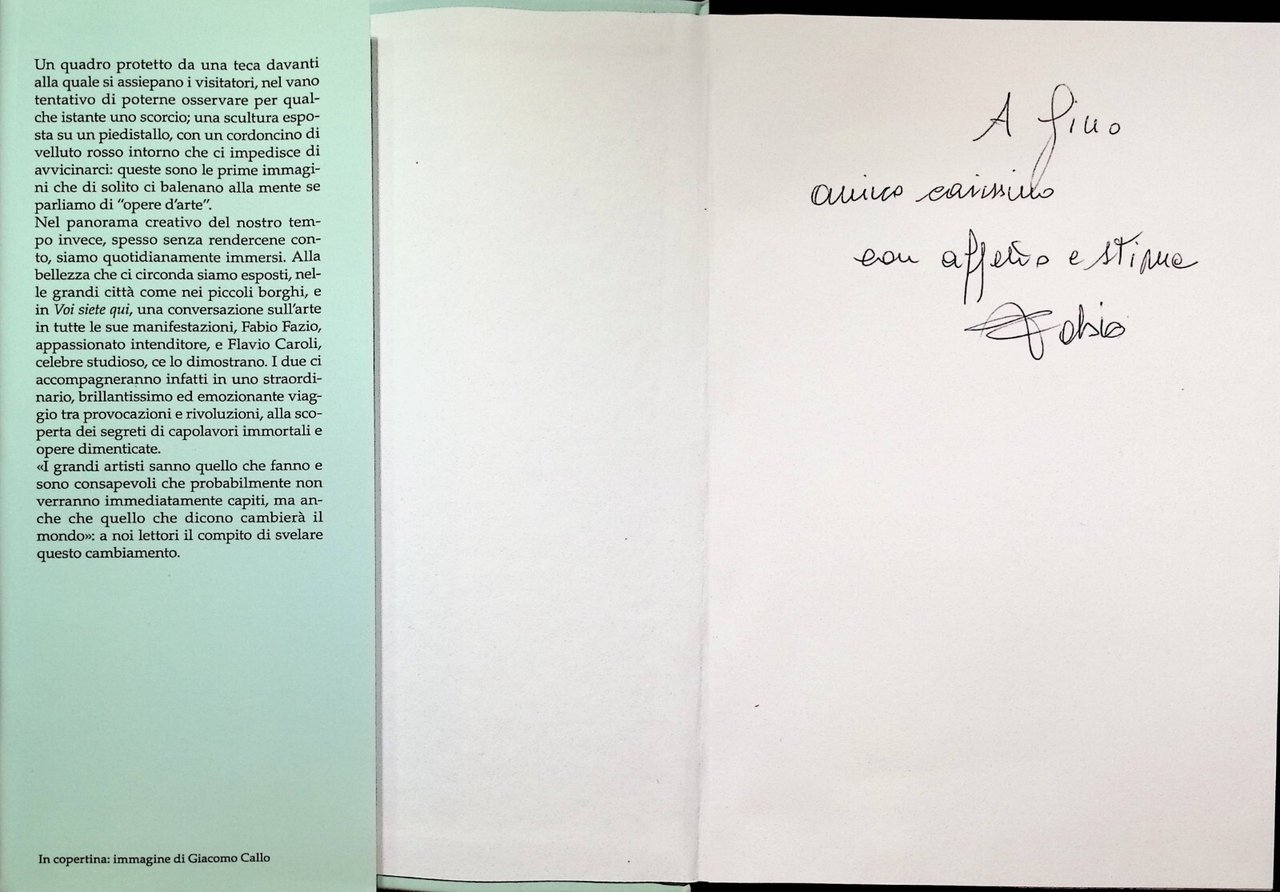 Un quadro protetto da una teca davanti
alla quale si assiepano i visitatori, nel vano
tentativo di poterne osservare per qual-
che istante uno scorcio; una scultura espo-
sta su un piedistallo, con un cordoncino di
velluto rosso intorno che ci impedisce di
avvicinarci: queste sono le prime immagi-
ni che di solito ci balenano alla mente se
parliamo di “opere d’arte”.
Nel panorama creativo del nostro tem-
po invece, spesso senza rendercene con-
to, siamo quotidianamente immersi. Alla
bellezza che ci circonda siamo esposti, nel-
le grandi città come nei piccoli borghi, e
in Voi siete qui, una conversazione sull’arte
in tutte le sue manifestazioni, Fabio Fazio,
appassionato intenditore, e Flavio Caroli,
celebre studioso, ce lo dimostrano. I due ci
accompagneranno infatti in uno straordi-
nario, brillantissimo ed emozionante viag-
gio tra provocazioni e rivoluzioni, alla sco-
perta dei segreti di capolavori immortali e
opere dimenticate.
«I grandi artisti sanno quello che fanno e
sono consapevoli che probabilmente non
verranno immediatamente capiti, ma an-
che che quello che dicono cambierà il
mondo»: a noi lettori il compito di svelare
questo cambiamento.
In copertina: immagine di Giacomo Callo
A Gino
amico carissimo
con affetto e stima
Fabio